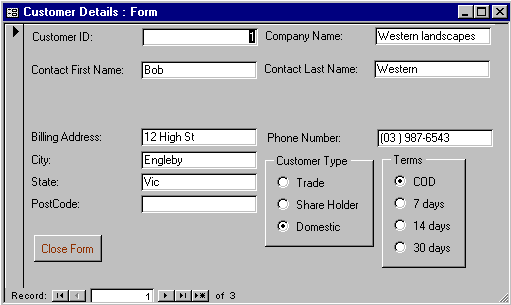 Customer Details : Form
Customer ID: 1 Company Name: Western landscapes
Contact First Name: Bob Contact Last Name: Western
Billing Address: 12 High St Phone Number: (03 ) 987-6543
City: Engleby Customer Type Terms
State: Vic Trade COD
PostCode: Share Holder 7 days
Domestic 14 days
Close Form 30 days
Record: 1 of 3